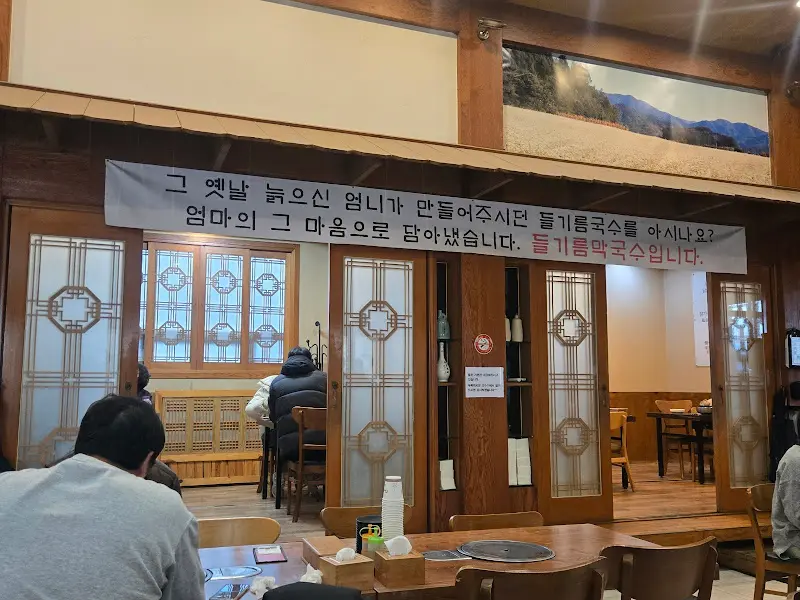 그 옛날 늙으신 엄니가 만들어주시던 들기름국수를 아시나요?
엄마의 그 마음으로 담아냈습니다. 들기름막국수입니다.